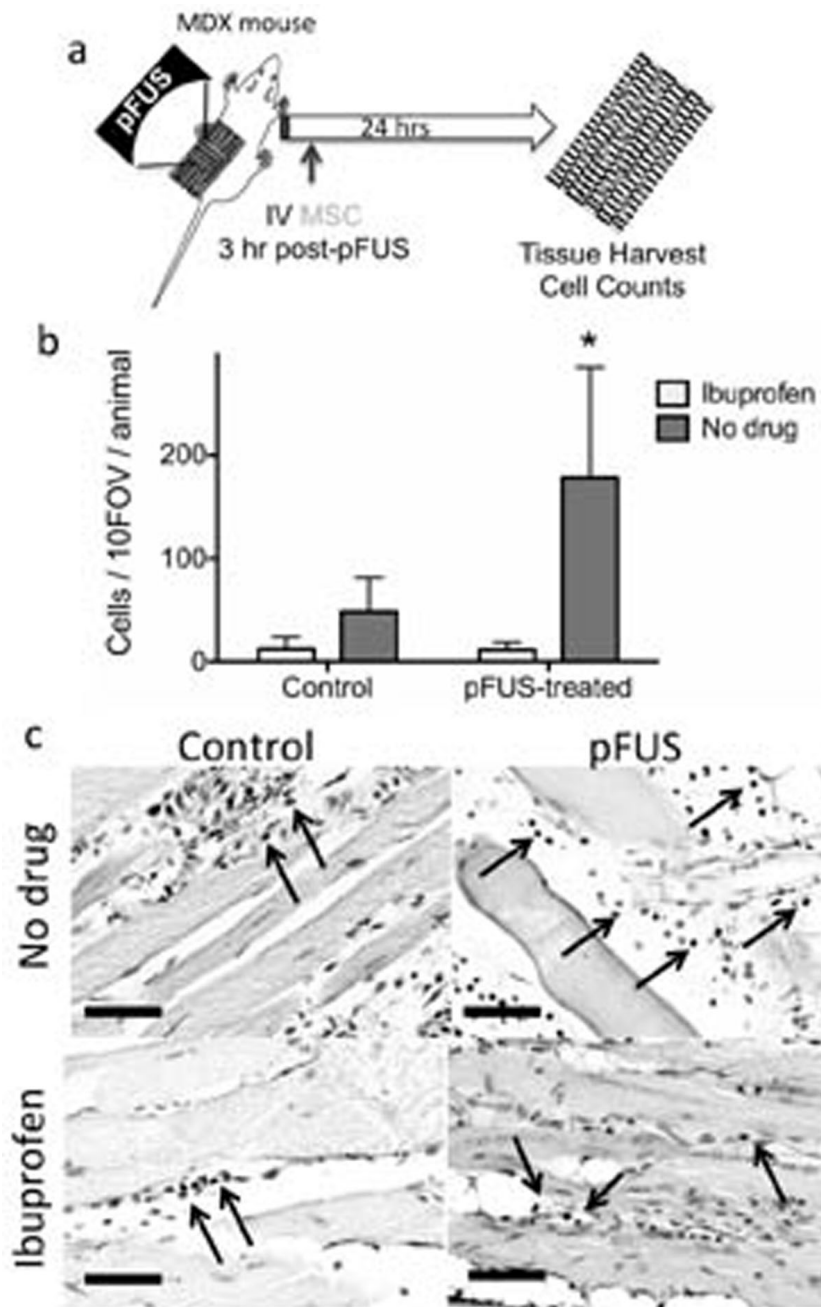 a
MDX mouse
pFUS
24 hrs
IV MSC
3 hr post-pFUS
Tissue Harvest
Cell Counts
b
Cells / 10FOV / animal
200
100
0
*
Ibuprofen
No drug
Control
pFUS-treated
c
Control
pFUS
No drug
Ibuprofen